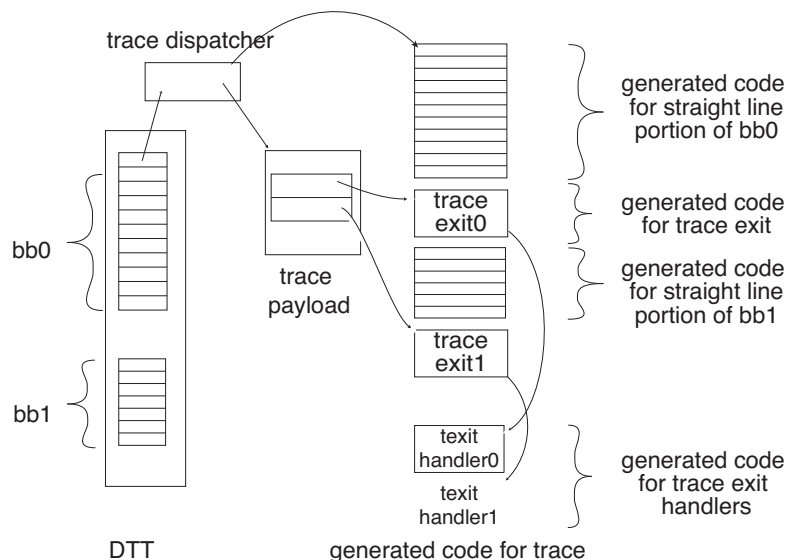 trace dispatcher
generated code
for straight line
portion of bb0
trace
exit0
generated code
for trace exit
bb0
trace
payload
generated code
for straight line
portion of bb1
trace
exit1
bb1
texit
handler0
texit
handler1
generated code
for trace exit
handlers
DTT
generated code for trace